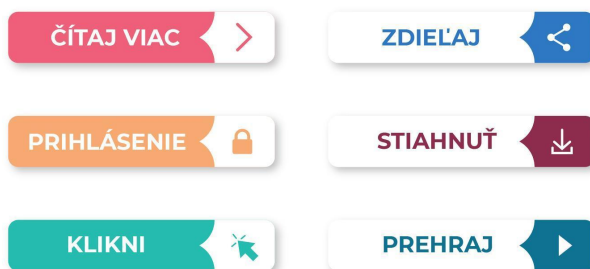 ČÍTAJ VIAC
ZDIEĽAJ
PRIHLÁSENIE
STIAHNUŤ
KLIKNI
PREHRAJ